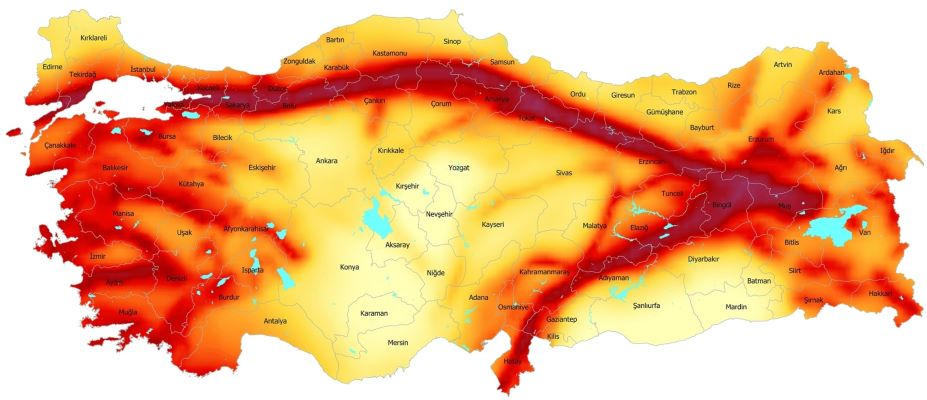 Kırklareli
Edirne
Tekirdağ
İstanbul
Zonguldak
Bartın
Karabük
Kastamonu
Sinop
Samsun
Ordu
Giresun
Trabzon
Rize
Artvin
Ardahan
Kars
Iğdır
Kocaeli
Yalova
Sakarya
Düzce
Bolu
Çankırı
Çorum
Amasya
Tokat
Gümüşhane
Bayburt
Erzurum
Erzincan
Ağrı
Çanakkale
Bursa
Bilecik
Balıkesir
Kütahya
Eskişehir
Ankara
Kırıkkale
Yozgat
Sivas
Kırşehir
Nevşehir
Kayseri
Malatya
Tunceli
Elazığ
Bingöl
Muş
Bitlis
Van
Manisa
Uşak
Afyonkarahisar
İzmir
Aydın
Denizli
Isparta
Burdur
Muğla
Antalya
Konya
Aksaray
Niğde
Karaman
Mersin
Adana
Osmaniye
Kahramanmaraş
Adıyaman
Gaziantep
Kilis
Hatay
Şanlıurfa
Diyarbakır
Batman
Mardin
Siirt
Şırnak
Hakkari